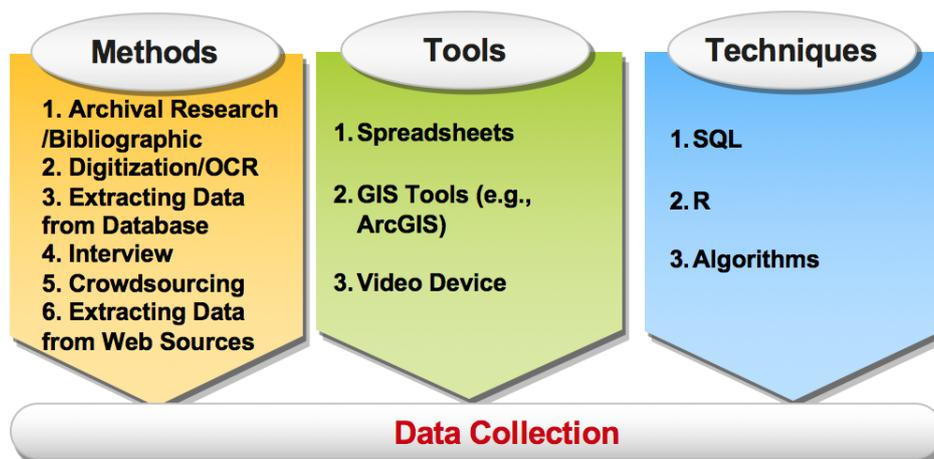 Methods
1. Archival Research
/Bibliographic
2. Digitization/OCR
3. Extracting Data
from Database
4. Interview
5. Crowdsourcing
6. Extracting Data
from Web Sources
Tools
1. Spreadsheets
2. GIS Tools (e.g.,
ArcGIS)
3. Video Device
Techniques
1. SQL
2. R
3. Algorithms
Data Collection